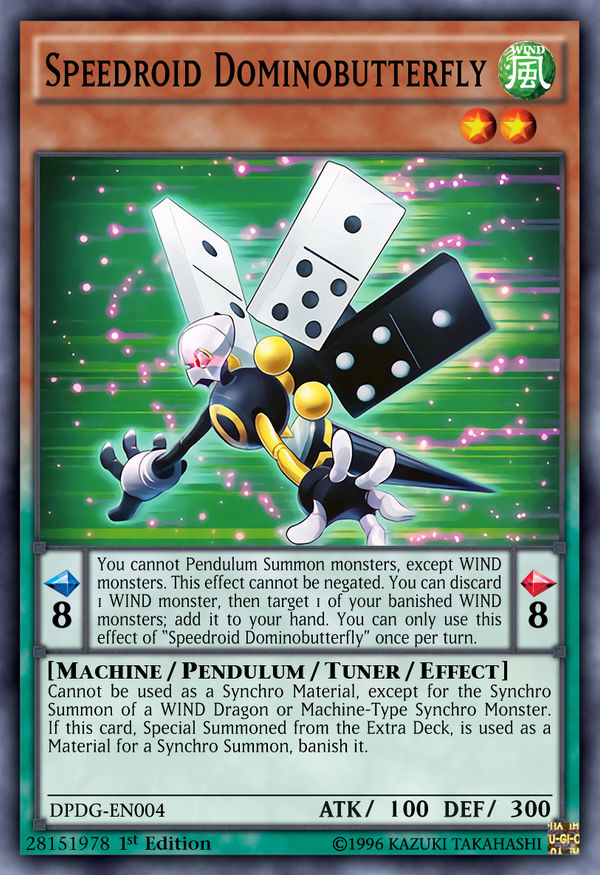 Speedroid Dominobutterfly
WIND
風
You cannot Pendulum Summon monsters, except WIND
monsters. This effect cannot be negated. You can discard
1 WIND monster, then target 1 of your banished WIND
monsters; add it to your hand. You can only use this
effect of "Speedroid Dominobutterfly" once per turn.
8
8
[Machine / Pendulum / Tuner / Effect]
Cannot be used as a Synchro Material, except for the Synchro
Summon of a WIND Dragon or Machine-Type Synchro Monster.
If this card, Special Summoned from the Extra Deck, is used as a
Material for a Synchro Summon, banish it.
DPDG-EN004
ATK/ 100 DEF/ 300
28151978 1st Edition
©1996 KAZUKI TAKAHASHI